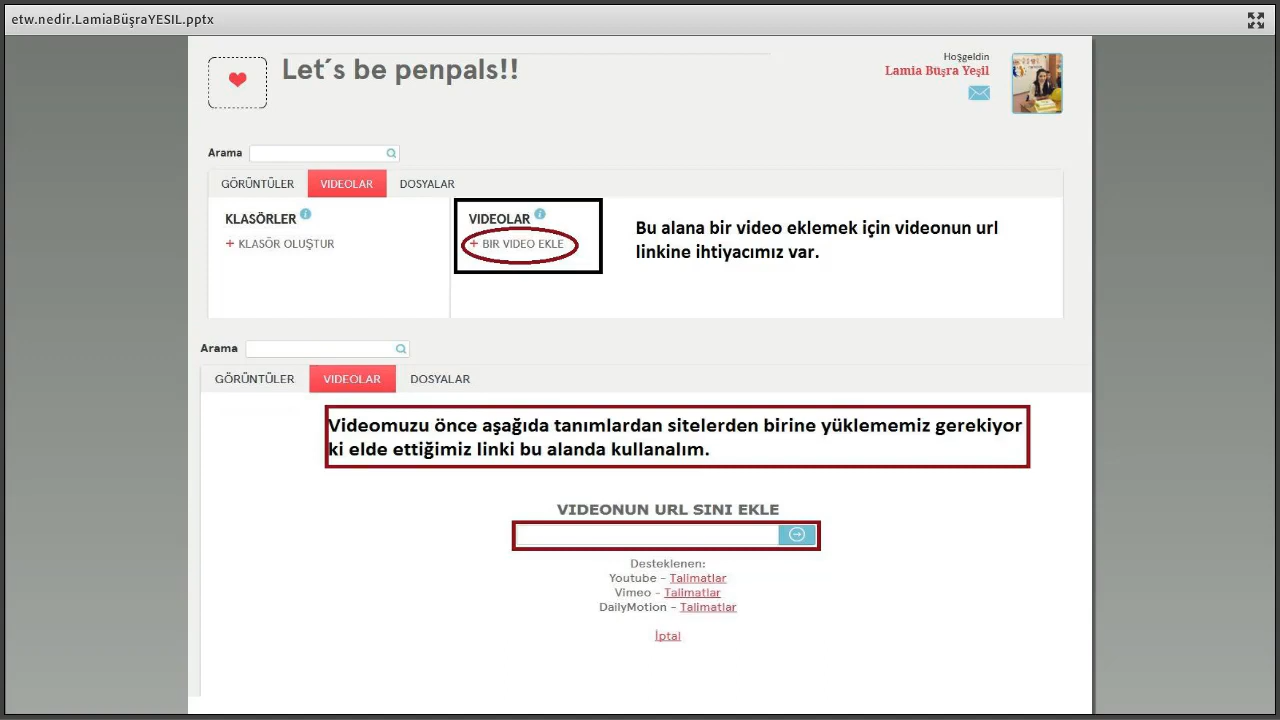 etw.nedir.LamiaBüşraYESIL.pptx
Let´s be penpals!!
Hoşgeldin
Lamia Büşra Yeşil
Arama
GÖRÜNTÜLER VIDEOLAR DOSYALAR
KLASÖRLER
+ KLASÖR OLUŞTUR
VIDEOLAR
+ BIR VIDEO EKLE
Bu alana bir video eklemek için videonun url
linkine ihtiyacımız var.
Arama
GÖRÜNTÜLER VIDEOLAR DOSYALAR
Videomuzu önce aşağıda tanımlardan sitelerden birine yüklememiz gerekiyor
ki elde ettiğimiz linki bu alanda kullanalım.
VIDEONUN URL SINI EKLE
Desteklenen:
Youtube - Talimatlar
Vimeo - Talimatlar
DailyMotion - Talimatlar
İptal